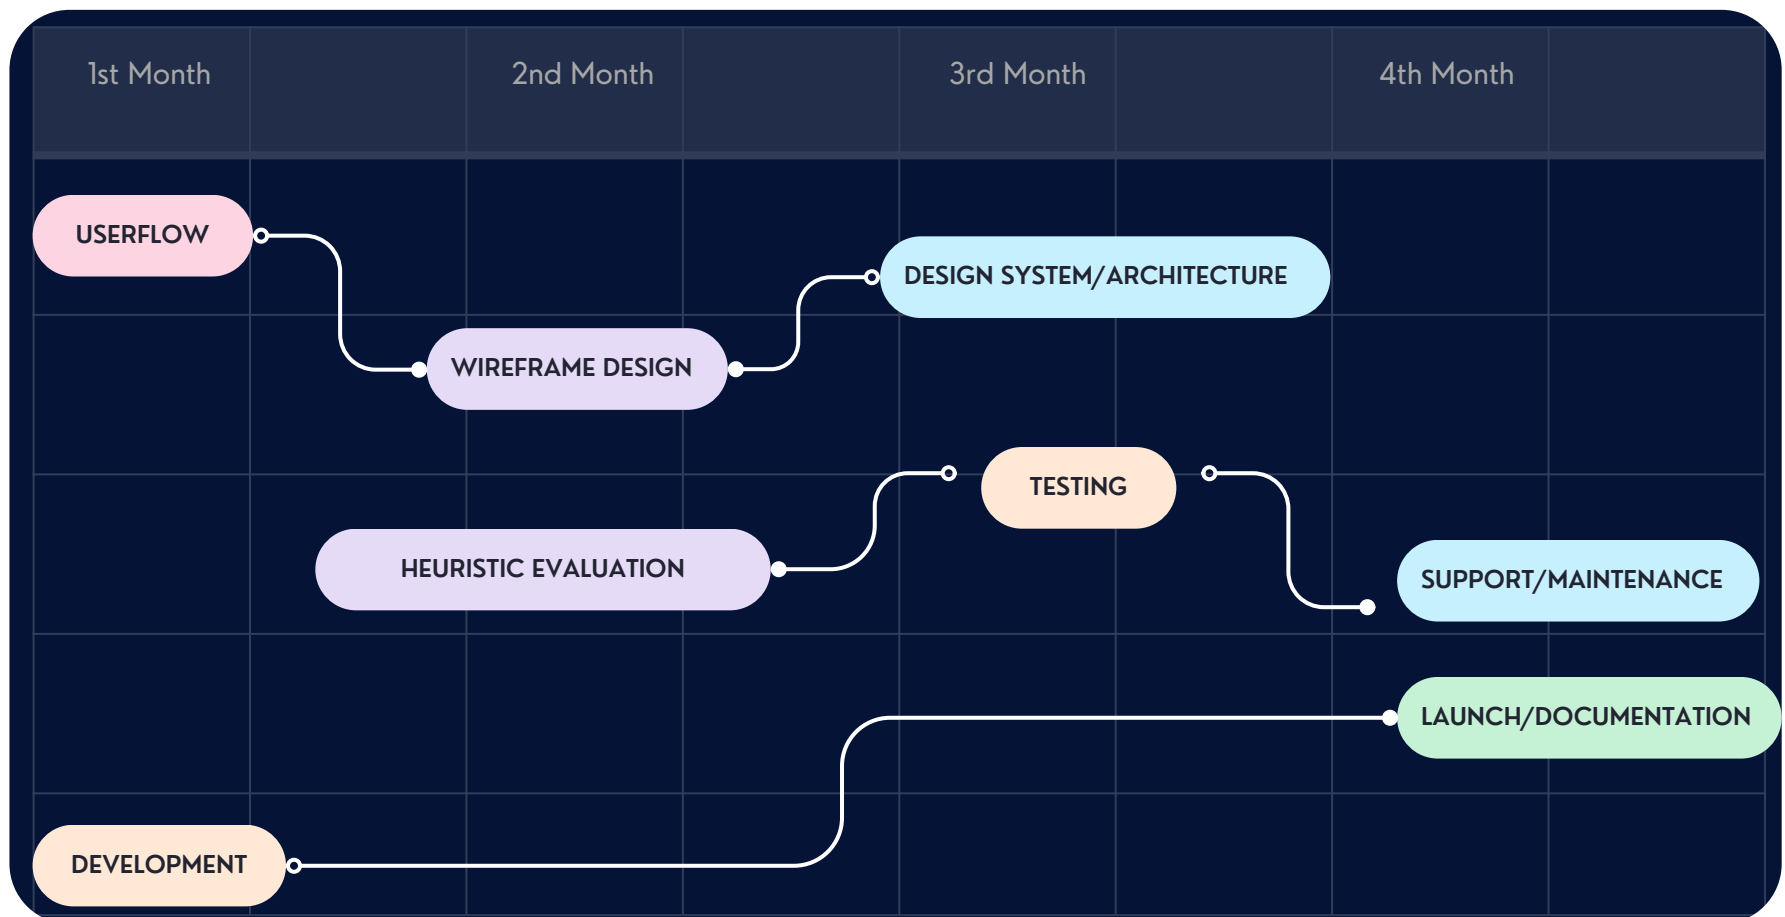 1st Month
2nd Month
3rd Month
4th Month
USERFLOW
DESIGN SYSTEM/ARCHITECTURE
WIREFRAME DESIGN
TESTING
HEURISTIC EVALUATION
SUPPORT/MAINTENANCE
LAUNCH/DOCUMENTATION
DEVELOPMENT